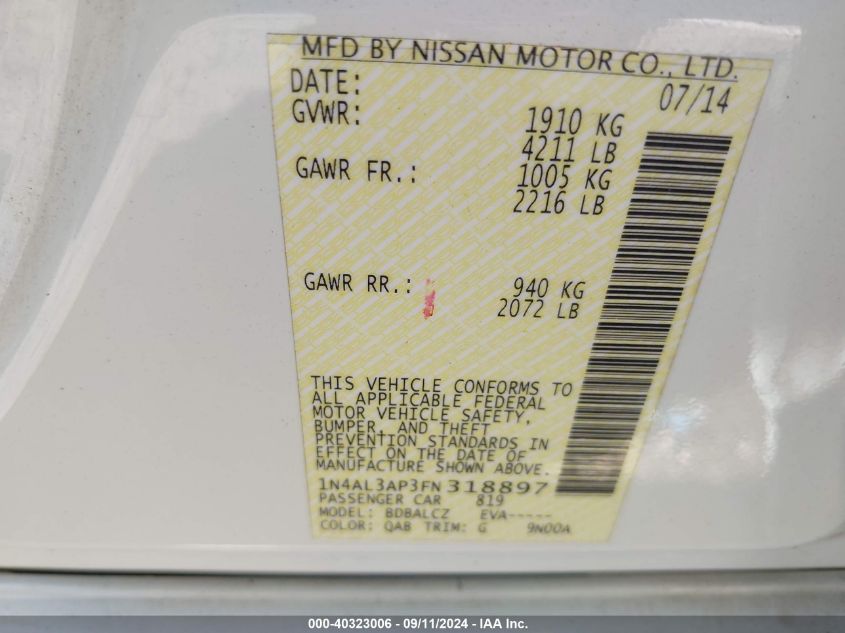 MFD BY NISSAN MOTOR CO., LTD.
DATE: 07/14
GVWR: 1910 KG
4211 LB
GAWR FR.: 1005 KG
2216 LB
GAWR RR.: 940 KG
2072 LB
THIS VEHICLE CONFORMS TO
ALL APPLICABLE FEDERAL
MOTOR VEHICLE SAFETY,
BUMPER, AND THEFT
PREVENTION STANDARDS IN
EFFECT ON THE DATE OF
MANUFACTURE SHOWN ABOVE.
1N4AL3AP3FN318897
PASSENGER CAR 819
MODEL: BDBALCZ EVA-----
COLOR: QAB TRIM: G 9N00A
000-40323006 - 09/11/2024 - IAA Inc.